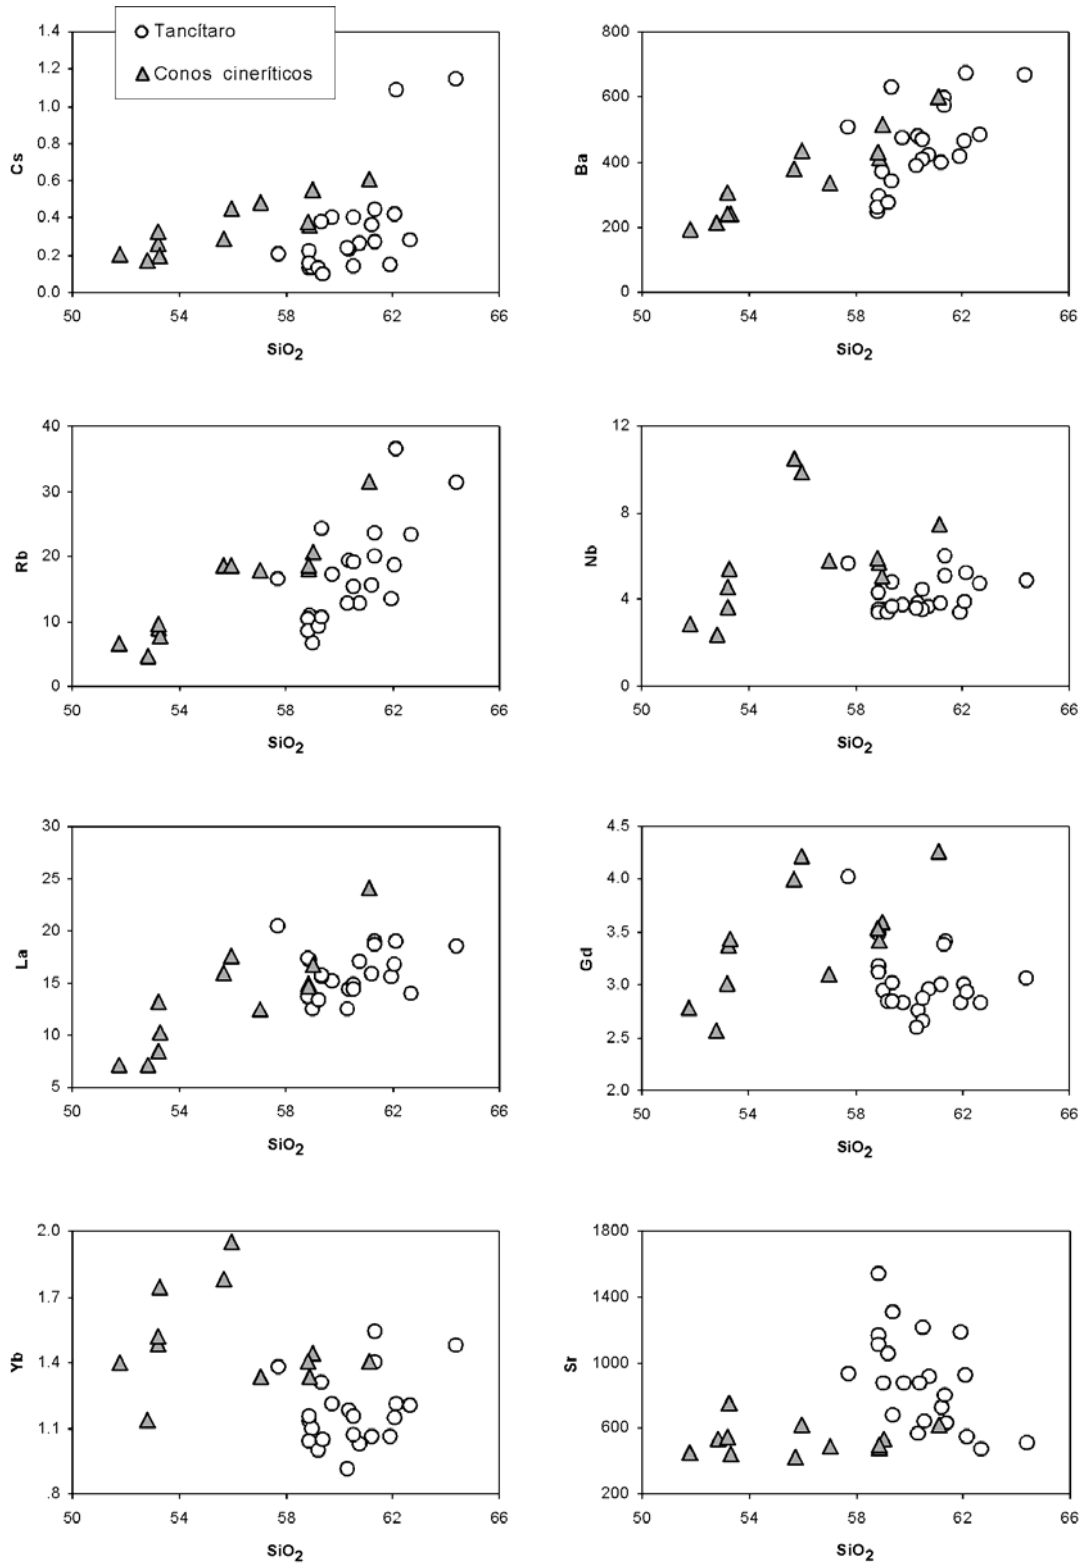 Tancítaro
Conos cineríticos
Cs
1.4
1.2
1.0
0.8
0.6
0.4
0.2
0.0
50 54 58 62 66
SiO2
Ba
800
600
400
200
0
50 54 58 62 66
SiO2
Rb
40
30
20
10
0
50 54 58 62 66
SiO2
Nb
12
8
4
0
50 54 58 62 66
SiO2
La
30
25
20
15
10
5
50 54 58 62 66
SiO2
Gd
4.5
4.0
3.5
3.0
2.5
2.0
50 54 58 62 66
SiO2
Yb
2.0
1.7
1.4
1.1
.8
50 54 58 62 66
SiO2
Sr
1800
1400
1000
600
200
50 54 58 62 66
SiO2